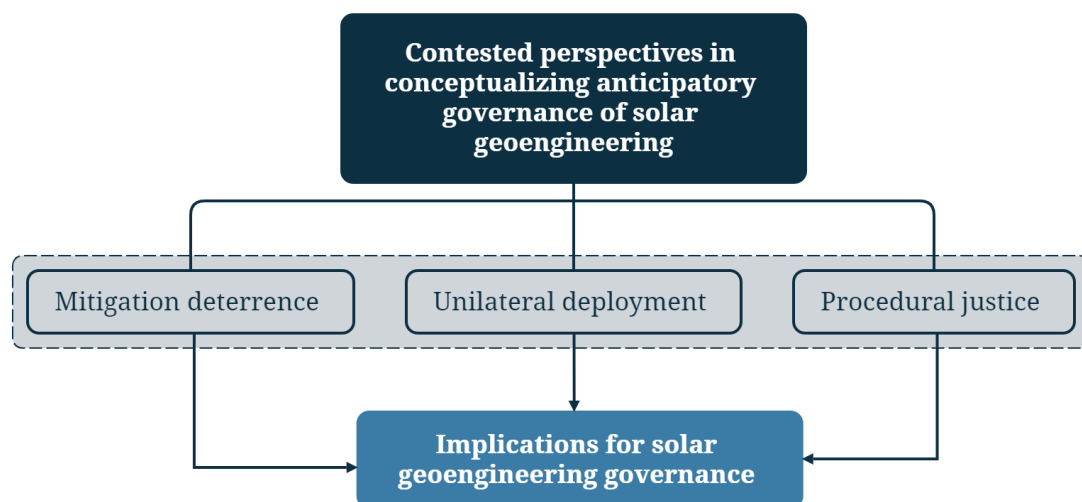 Contested perspectives in
conceptualizing anticipatory
governance of solar
geoengineering
Mitigation deterrence
Unilateral deployment
Procedural justice
Implications for solar
geoengineering governance